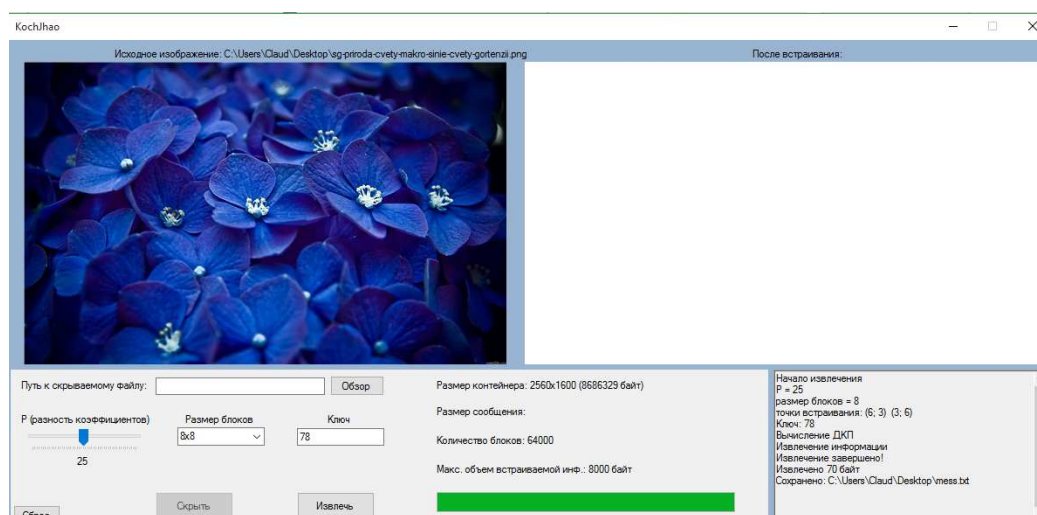 KochJhao
Исходное изображение: C:\Users\Claud\Desktop\sg-priroda-cvety-makro-sinie-cvety-gortenzii.png
После встраивания:
Путь к скрываемому файлу:
Обзор
P (разность коэффициентов)
25
Размер блоков
8x8
Ключ
78
Скрыть
Извлечь
Сброс
Размер контейнера: 2560x1600 (8686329 байт)
Размер сообщения:
Количество блоков: 64000
Макс. объем встраиваемой инф.: 8000 байт
Начало извлечения
P = 25
размер блоков = 8
точки встраивания: (6; 3) (3; 6)
Ключ: 78
Вычисление ДКП
Извлечение информации
Извлечение завершено!
Извлечено 70 байт
Сохранено: C:\Users\Claud\Desktop\mess.txt